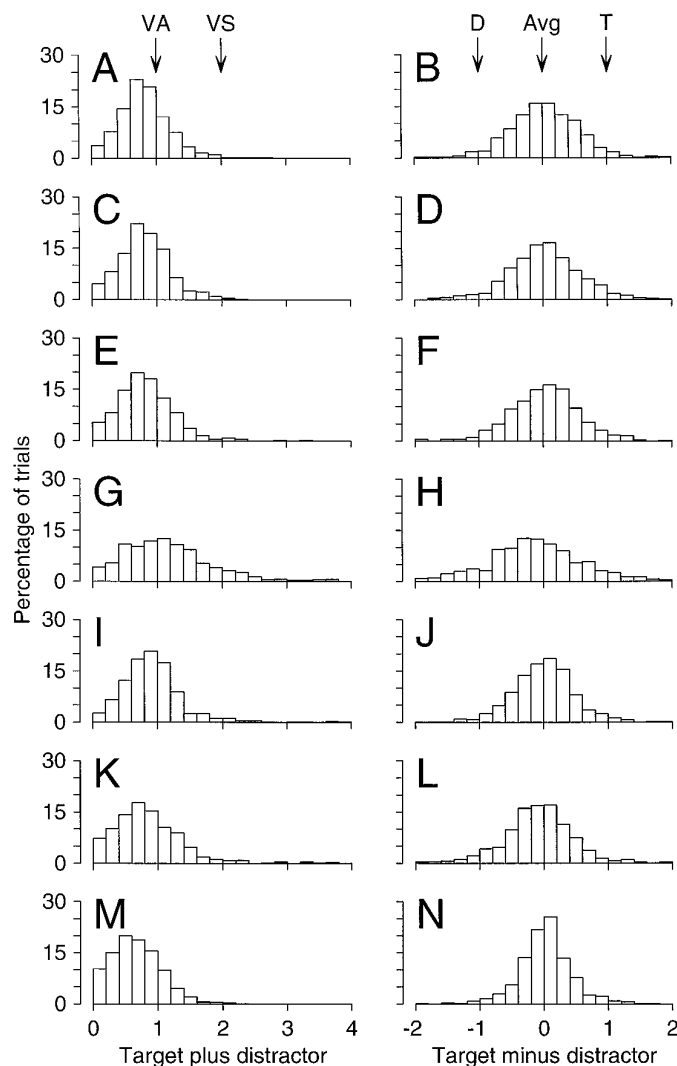 VA VS D Avg T
A B
30
15
0
C D
30
15
0
E F
30
15
0
G H
30
15
0
I J
30
15
0
K L
30
15
0
M N
30
15
0
Percentage of trials
0 1 2 3 4 -2 -1 0 1 2
Target plus distractor Target minus distractor